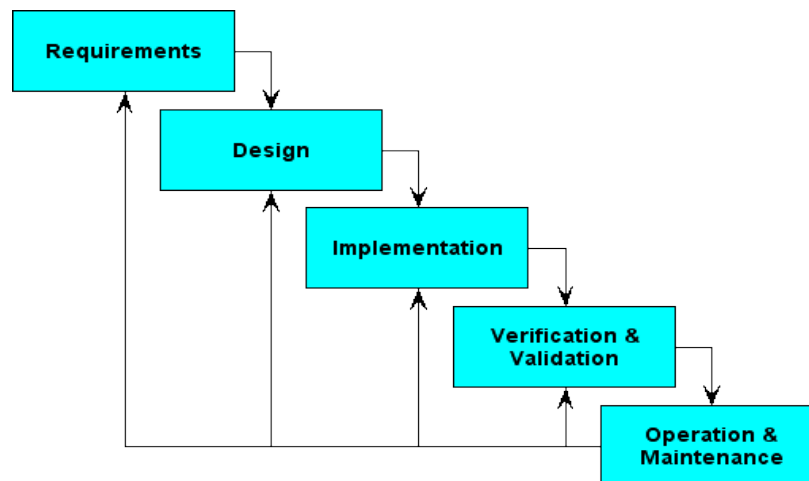 Requirements
Design
Implementation
Verification &
Validation
Operation &
Maintenance